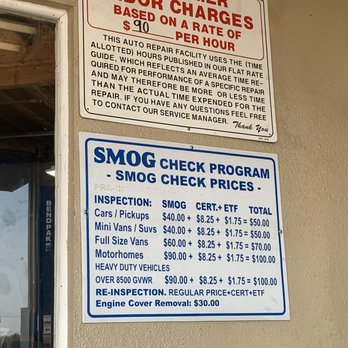 LABOR CHARGES
BASED ON A RATE OF
$ 90 PER HOUR
THIS AUTO REPAIR FACILITY USES THE (TIME
ALLOTTED) HOURS PUBLISHED IN OUR FLAT RATE
GUIDE, WHICH REFLECTS AN AVERAGE TIME RE-
QUIRED FOR PERFORMANCE OF A SPECIFIC REPAIR
AND MAY THEREFORE BE MORE OR LESS TIME
THAN THE ACTUAL TIME EXPENDED FOR THE
REPAIR. IF YOU HAVE ANY QUESTIONS FEEL FREE
TO CONTACT OUR SERVICE MANAGER. Thank You
SMOG CHECK PROGRAM
- SMOG CHECK PRICES -
INSPECTION: SMOG CERT.+ ETF TOTAL
Cars / Pickups $40.00 + $8.25 + $1.75 = $50.00
Mini Vans / Suvs $40.00 + $8.25 + $1.75 = $50.00
Full Size Vans $60.00 + $8.25 + $1.75 = $70.00
Motorhomes $90.00 + $8.25 + $1.75 = $100.00
HEAVY DUTY VEHICLES
OVER 8500 GVWR $90.00 + $8.25 + $1.75 = $100.00
RE-INSPECTION. REGULAR PRICE+CERT+ETF
Engine Cover Removal: $30.00
BENDPAK